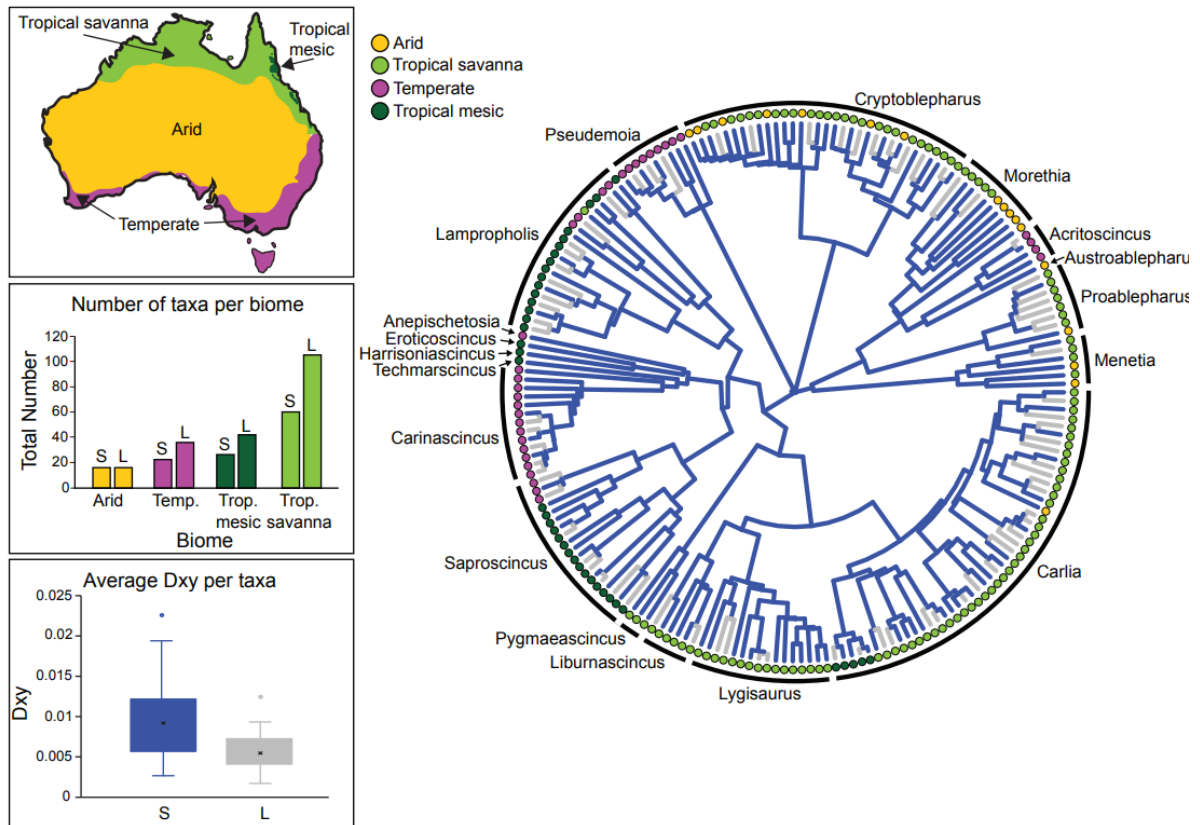 Tropical savanna
Tropical
mesic
Arid
Temperate
Number of taxa per biome
Total Number
120
100
80
60
40
20
0
S L
S L
S L
S L
Arid
Temp.
Trop.
mesic
Trop.
savanna
Biome
Average Dxy per taxa
Dxy
0.025
0.02
0.015
0.01
0.005
0
S
L
Arid
Tropical savanna
Temperate
Tropical mesic
Cryptoblepharus
Morethia
Acritoscincus
Austroablepharu
Proablepharus
Menetia
Carlia
Lygisaurus
Liburnascincus
Pygmaeascincus
Saproscincus
Carinascincus
Techmarscincus
Harrisoniascincus
Eroticoscincus
Anepischetosia
Lampropholis
Pseudemoia